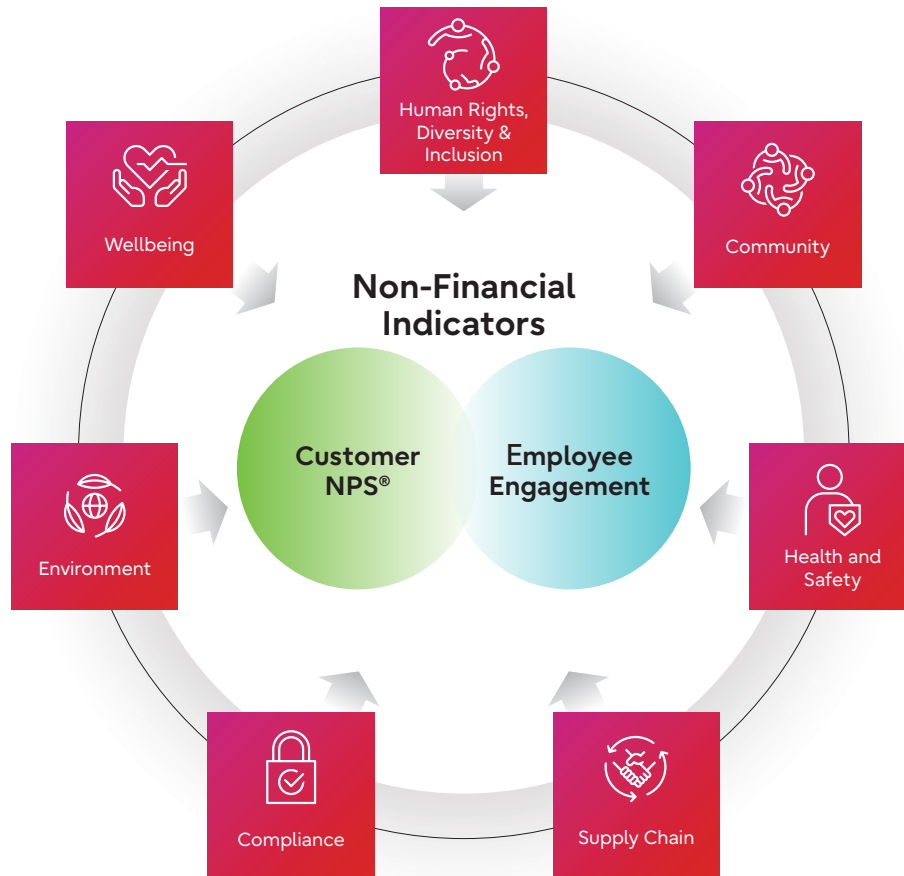 Human Rights,
Diversity &
Inclusion
Wellbeing
Community
Non-Financial
Indicators
Customer
NPS®
Employee
Engagement
Environment
Health and
Safety
Compliance
Supply Chain